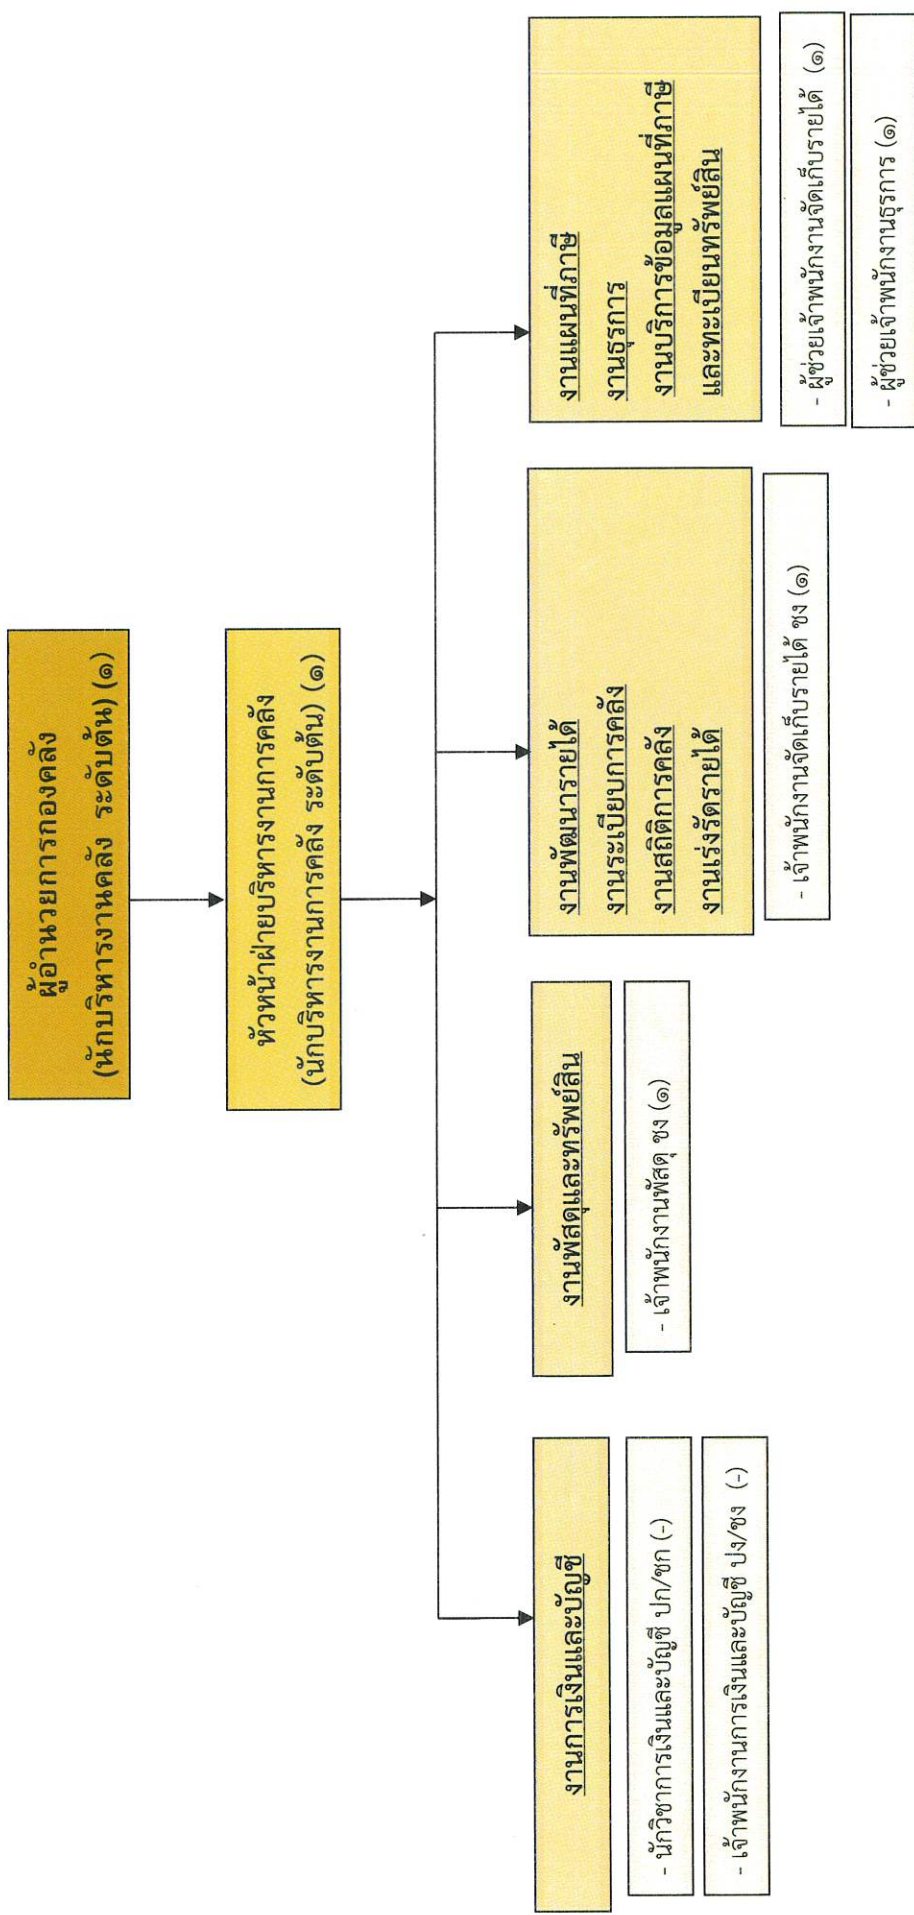 ผู้อำนวยการกองคลัง
(นักบริหารงานคลัง ระดับต้น) (๑)
หัวหน้าฝ่ายบริหารงานการคลัง
(นักบริหารงานการคลัง ระดับต้น) (๑)
งานการเงินและบัญชี
- นักวิชาการเงินและบัญชี ปก/ชก (-)
- เจ้าพนักงานการเงินและบัญชี ปง/ชง (-)
งานพัสดุและทรัพย์สิน
- เจ้าพนักงานพัสดุ ชง (๑)
งานพัฒนารายได้
งานระเบียบการคลัง
งานสถิติการคลัง
งานเร่งรัดรายได้
- เจ้าพนักงานจัดเก็บรายได้ ชง (๑)
งานแผนที่ภาษี
งานธุรการ
งานบริการข้อมูลแผนที่ภาษี
และทะเบียนทรัพย์สิน
- ผู้ช่วยเจ้าพนักงานจัดเก็บรายได้ (๑)
- ผู้ช่วยเจ้าพนักงานธุรการ (๑)